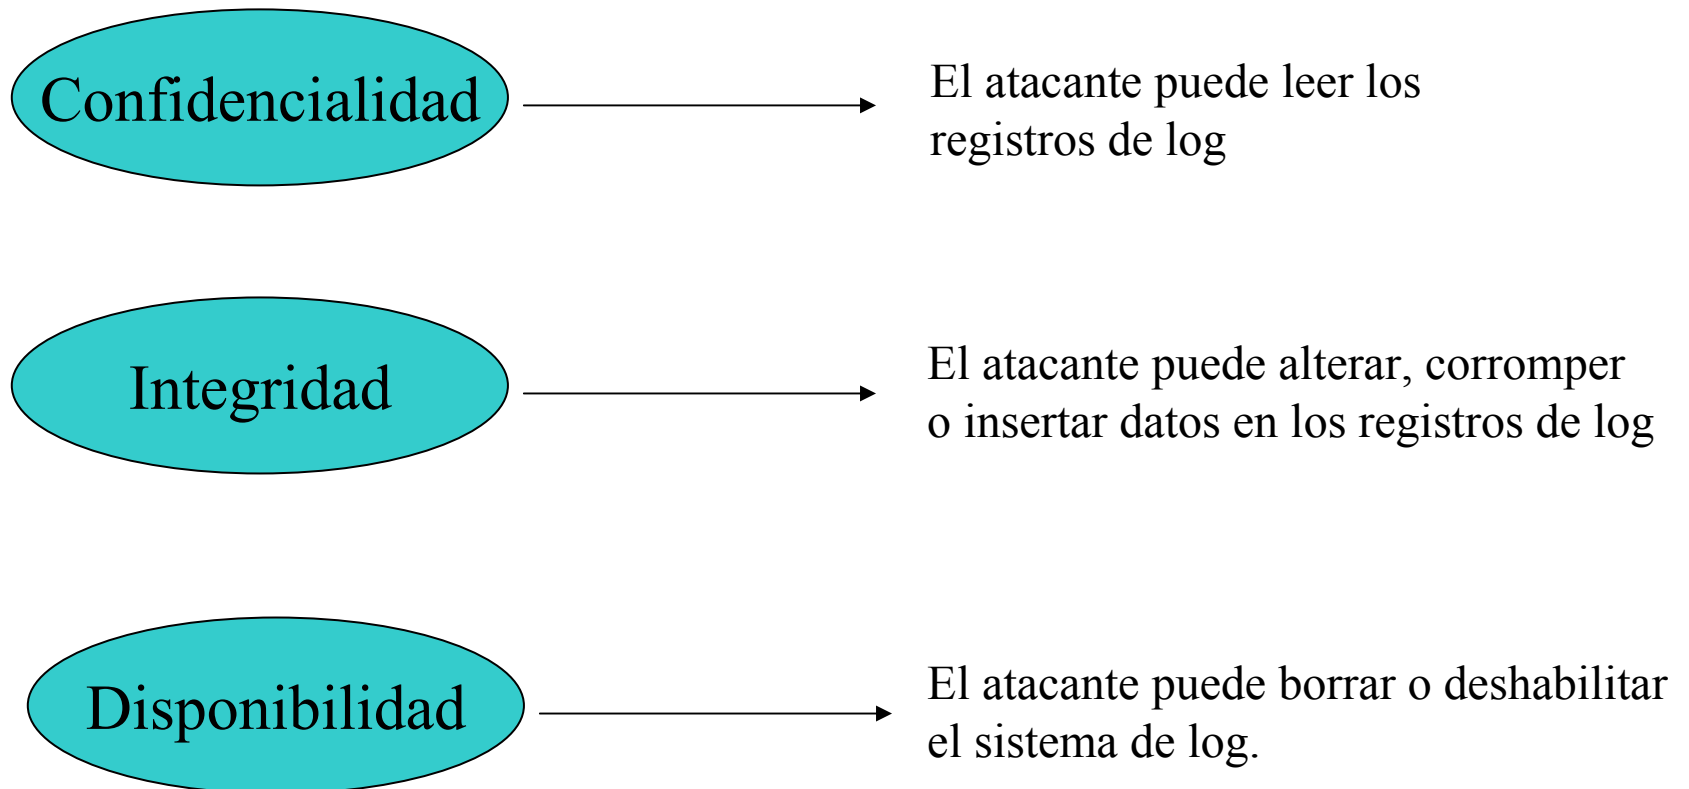 Confidencialidad
El atacante puede leer los
registros de log
Integridad
El atacante puede alterar, corromper
o insertar datos en los registros de log
Disponibilidad
El atacante puede borrar o deshabilitar
el sistema de log.